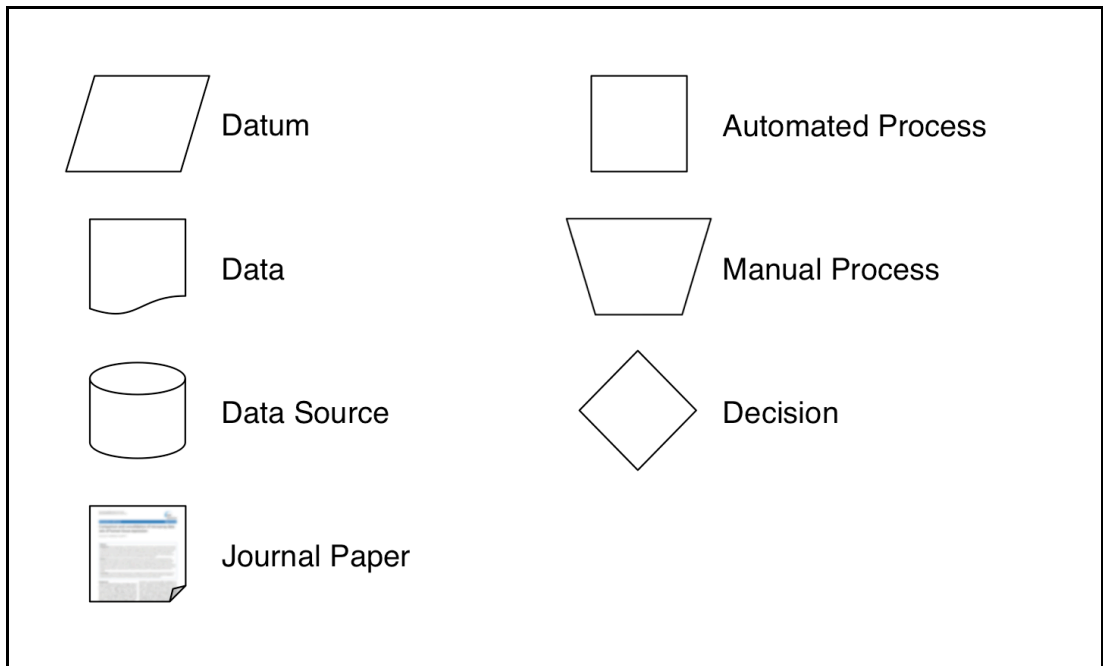 Datum
Automated Process
Data
Manual Process
Data Source
Decision
Journal Paper